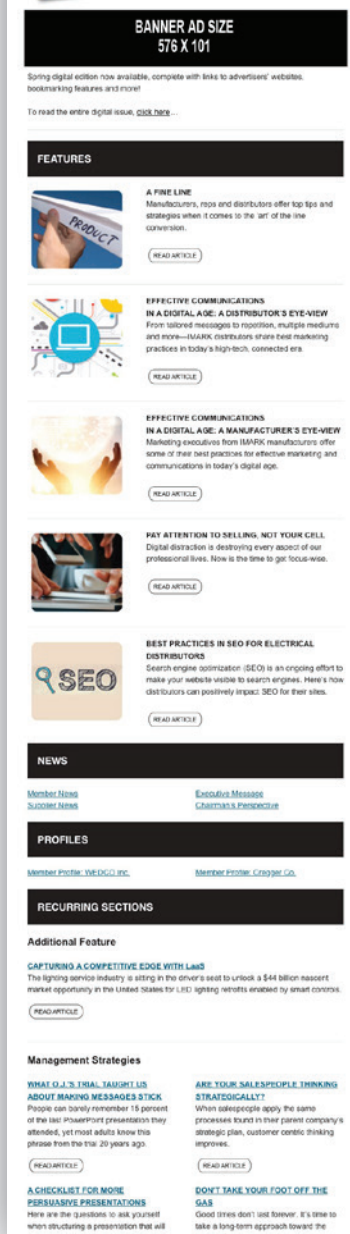 BANNER AD SIZE
576 X 101
Spring digital edition now available, complete with links to advertisers' websites,
bookmarking features and more!
To read the entire digital issue, click here...
FEATURES
PRODUCT
A FINE LINE
Manufacturers, reps and distributors offer top tips and
strategies when it comes to the 'art' of the line
conversion.
READ ARTICLE
EFFECTIVE COMMUNICATIONS
IN A DIGITAL AGE: A DISTRIBUTOR'S EYE-VIEW
From tailored messages to repetition, multiple mediums
and more—IMARK distributors share best marketing
practices in today's high-tech, connected era.
READ ARTICLE
EFFECTIVE COMMUNICATIONS
IN A DIGITAL AGE: A MANUFACTURER'S EYE-VIEW
Marketing executives from IMARK manufacturers offer
some of their best practices for effective marketing and
communications in today's digital age.
READ ARTICLE
PAY ATTENTION TO SELLING, NOT YOUR CELL
Digital distraction is destroying every aspect of our
professional lives. Now is the time to get focus-wise.
READ ARTICLE
SEO
BEST PRACTICES IN SEO FOR ELECTRICAL
DISTRIBUTORS
Search engine optimization (SEO) is an ongoing effort to
make your website visible to search engines. Here's how
distributors can positively impact SEO for their sites.
READ ARTICLE
NEWS
Member News
Supplier News
Executive Message
Chairman's Perspective
PROFILES
Member Profile: WEDCO Inc.
Member Profile: Cregger Co.
RECURRING SECTIONS
Additional Feature
CAPTURING A COMPETITIVE EDGE WITH LaaS
The lighting service industry is sitting in the driver's seat to unlock a $44 billion nascent
market opportunity in the United States for LED lighting retrofits enabled by smart controls.
READ ARTICLE
Management Strategies
WHAT O.J.'S TRIAL TAUGHT US
ABOUT MAKING MESSAGES STICK
People can barely remember 15 percent
of the last PowerPoint presentation they
attended, yet most adults know this
phrase from the trial 20 years ago.
READ ARTICLE
ARE YOUR SALESPEOPLE THINKING
STRATEGICALLY?
When salespeople apply the same
processes found in their parent company's
strategic plan, customer centric thinking
improves.
READ ARTICLE
A CHECKLIST FOR MORE
PERSUASIVE PRESENTATIONS
Here are the questions to ask yourself
when structuring a presentation that will
DON'T TAKE YOUR FOOT OFF THE
GAS
Good times don't last forever. It's time to
take a long-term approach toward the